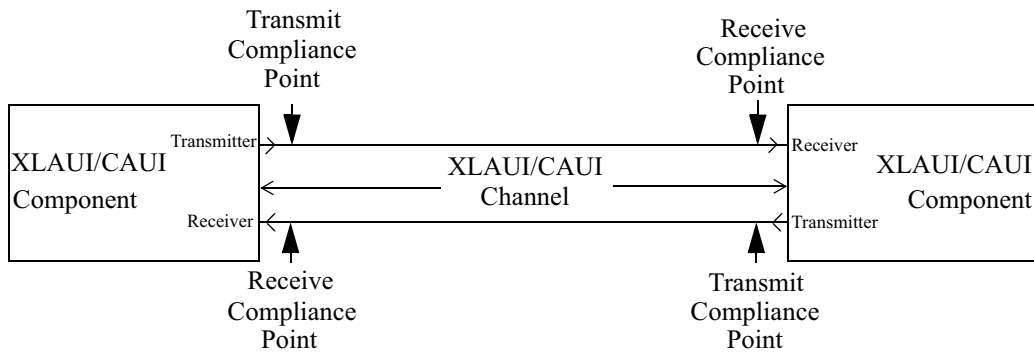 Transmit
Compliance
Point
Receive
Compliance
Point
Transmitter
Receiver
XLAUI/CAUI
Component
XLAUI/CAUI
Channel
XLAUI/CAUI
Component
Receiver
Transmitter
Receive
Compliance
Point
Transmit
Compliance
Point